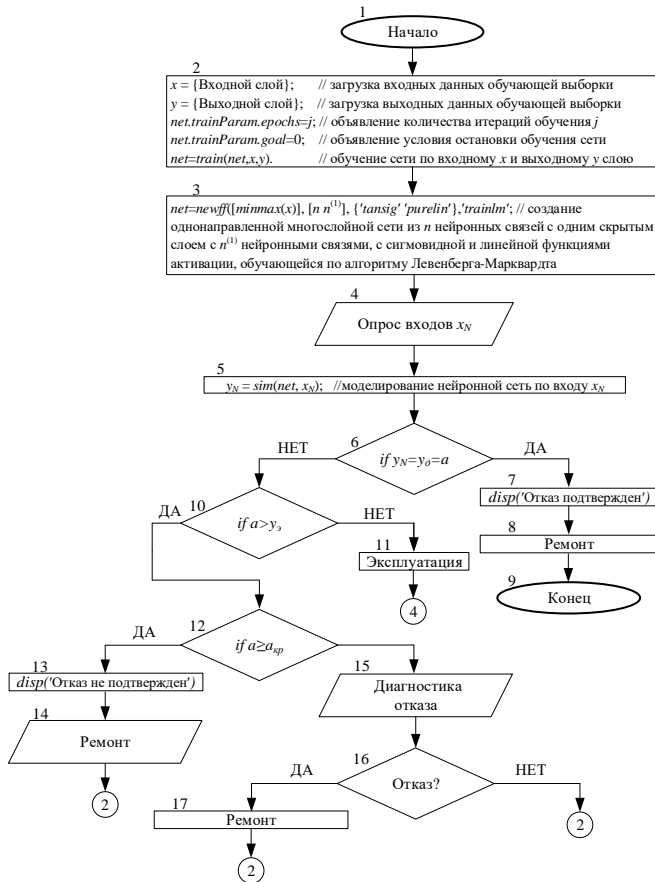 1
Начало
2
x = {Входной слой}; // загрузка входных данных обучающей выборки
y = {Выходной слой}; // загрузка выходных данных обучающей выборки
net.trainParam.epochs=j; // объявление количества итераций обучения j
net.trainParam.goal=0; // объявление условия остановки обучения сети
net=train(net,x,y). // обучение сети по входному x и выходному y слою
3
net=newff([minmax(x)], [n n⁽¹⁾], {'tansig' 'purelin'},'trainlm'; // создание
однонаправленной многослойной сети из n нейронных связей с одним скрытым
слоем с n⁽¹⁾ нейронными связями, с сигмовидной и линейной функциями
активации, обучающейся по алгоритму Левенберга-Марквардта
4
Опрос входов xN
5
yN = sim(net, xN); //моделирование нейронной сеть по входу xN
6
НЕТ
if yN=yд=a
ДА
7
disp('Отказ подтвержден')
8
Ремонт
9
Конец
10
ДА
if a>yэ
НЕТ
11
Эксплуатация
4
12
ДА
if a≥aкр
13
disp('Отказ не подтвержден')
14
Ремонт
2
15
Диагностика
отказа
16
ДА
Отказ?
НЕТ
17
Ремонт
2
2